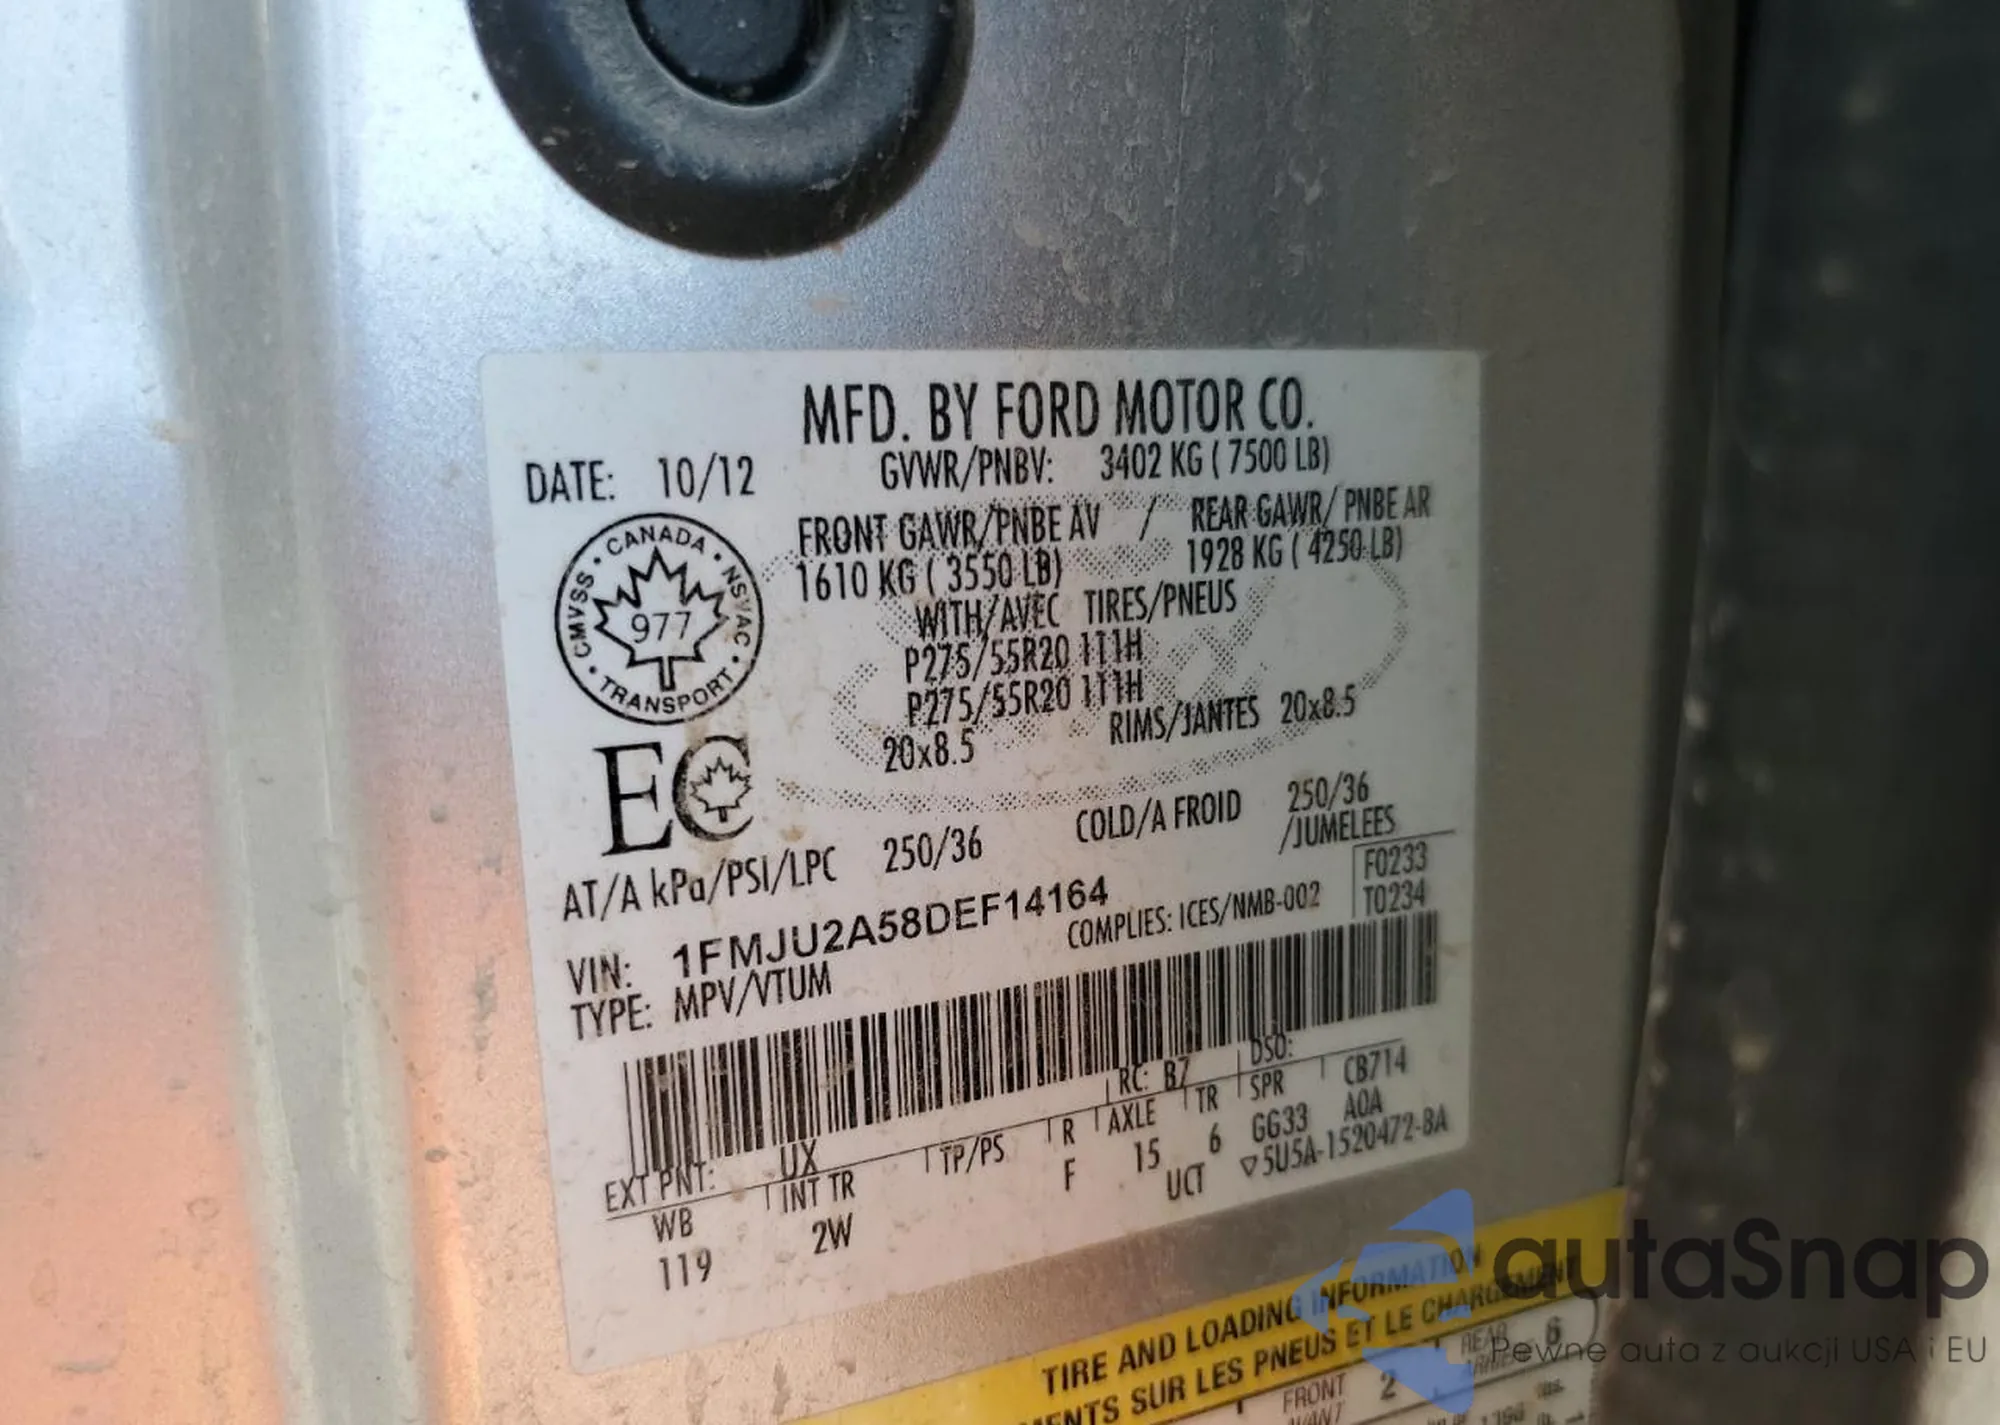 MFD. BY FORD MOTOR CO.
DATE: 10/12
GVWR/PNBV: 3402 KG ( 7500 LB)
FRONT GAWR/PNBE AV / REAR GAWR/ PNBE AR
1610 KG ( 3550 LB) 1928 KG ( 4250 LB)
CANADA · NSVAC · TRANSPORT · CMVSS
977
WITH/AVEC TIRES/PNEUS
P275/55R20 111H
P275/55R20 111H
20x8.5 RIMS/JANTES 20x8.5
EC
AT/A kPa/PSI/LPC 250/36 COLD/A FROID 250/36
/JUMELEES
F0233
T0234
VIN: 1FMJU2A58DEF14164
COMPLIES: ICES/NMB-002
TYPE: MPV/VTUM
EXT PNT: UX RC: B7 DSO:
WB INT TR TP/PS R AXLE TR SPR CB714
119 2W F 15 6 GG33 A0A
UCT ▽5U5A-1520472-BA
TIRE AND LOADING INFORMATION
MENTS SUR LES PNEUS ET LE CHARGEMENT
FRONT 2 REAR 6
autaSnap
Pewne auta z aukcji USA i EU